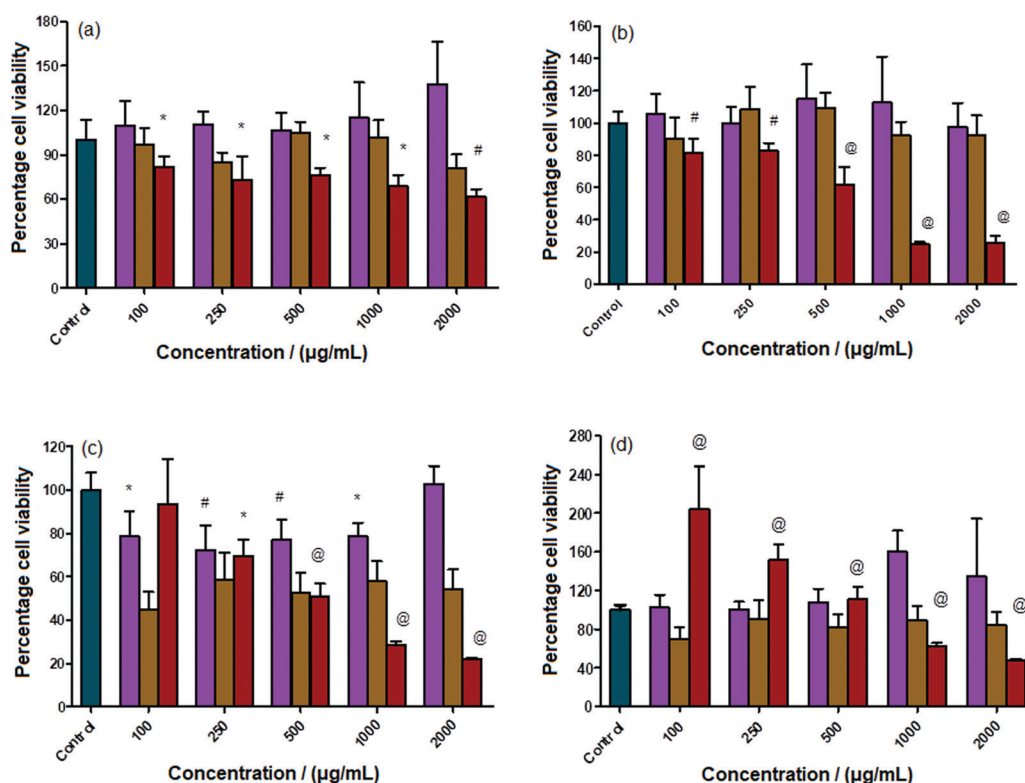 (a)
Percentage cell viability
180
150
120
90
60
30
0
* * * * #
Control 100 250 500 1000 2000
Concentration / (µg/mL)
(b)
Percentage cell viability
160
140
120
100
80
60
40
20
0
# # @ @ @
Control 100 250 500 1000 2000
Concentration / (µg/mL)
(c)
Percentage cell viability
120
100
80
60
40
20
0
* # * # @ * @ @
Control 100 250 500 1000 2000
Concentration / (µg/mL)
(d)
Percentage cell viability
280
240
200
160
120
80
40
0
@ @ @ @ @
Control 100 250 500 1000 2000
Concentration / (µg/mL)